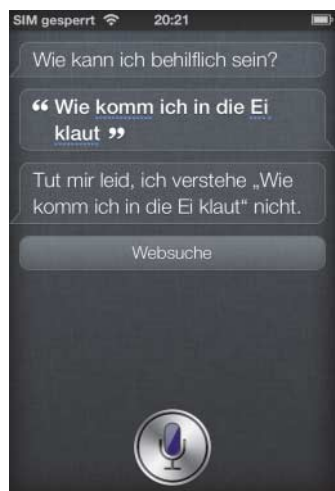 SIM gesperrt 20:21
Wie kann ich behilflich sein?
“ Wie komm ich in die Ei
klaut ”
Tut mir leid, ich verstehe „Wie
komm ich in die Ei klaut“ nicht.
Websuche